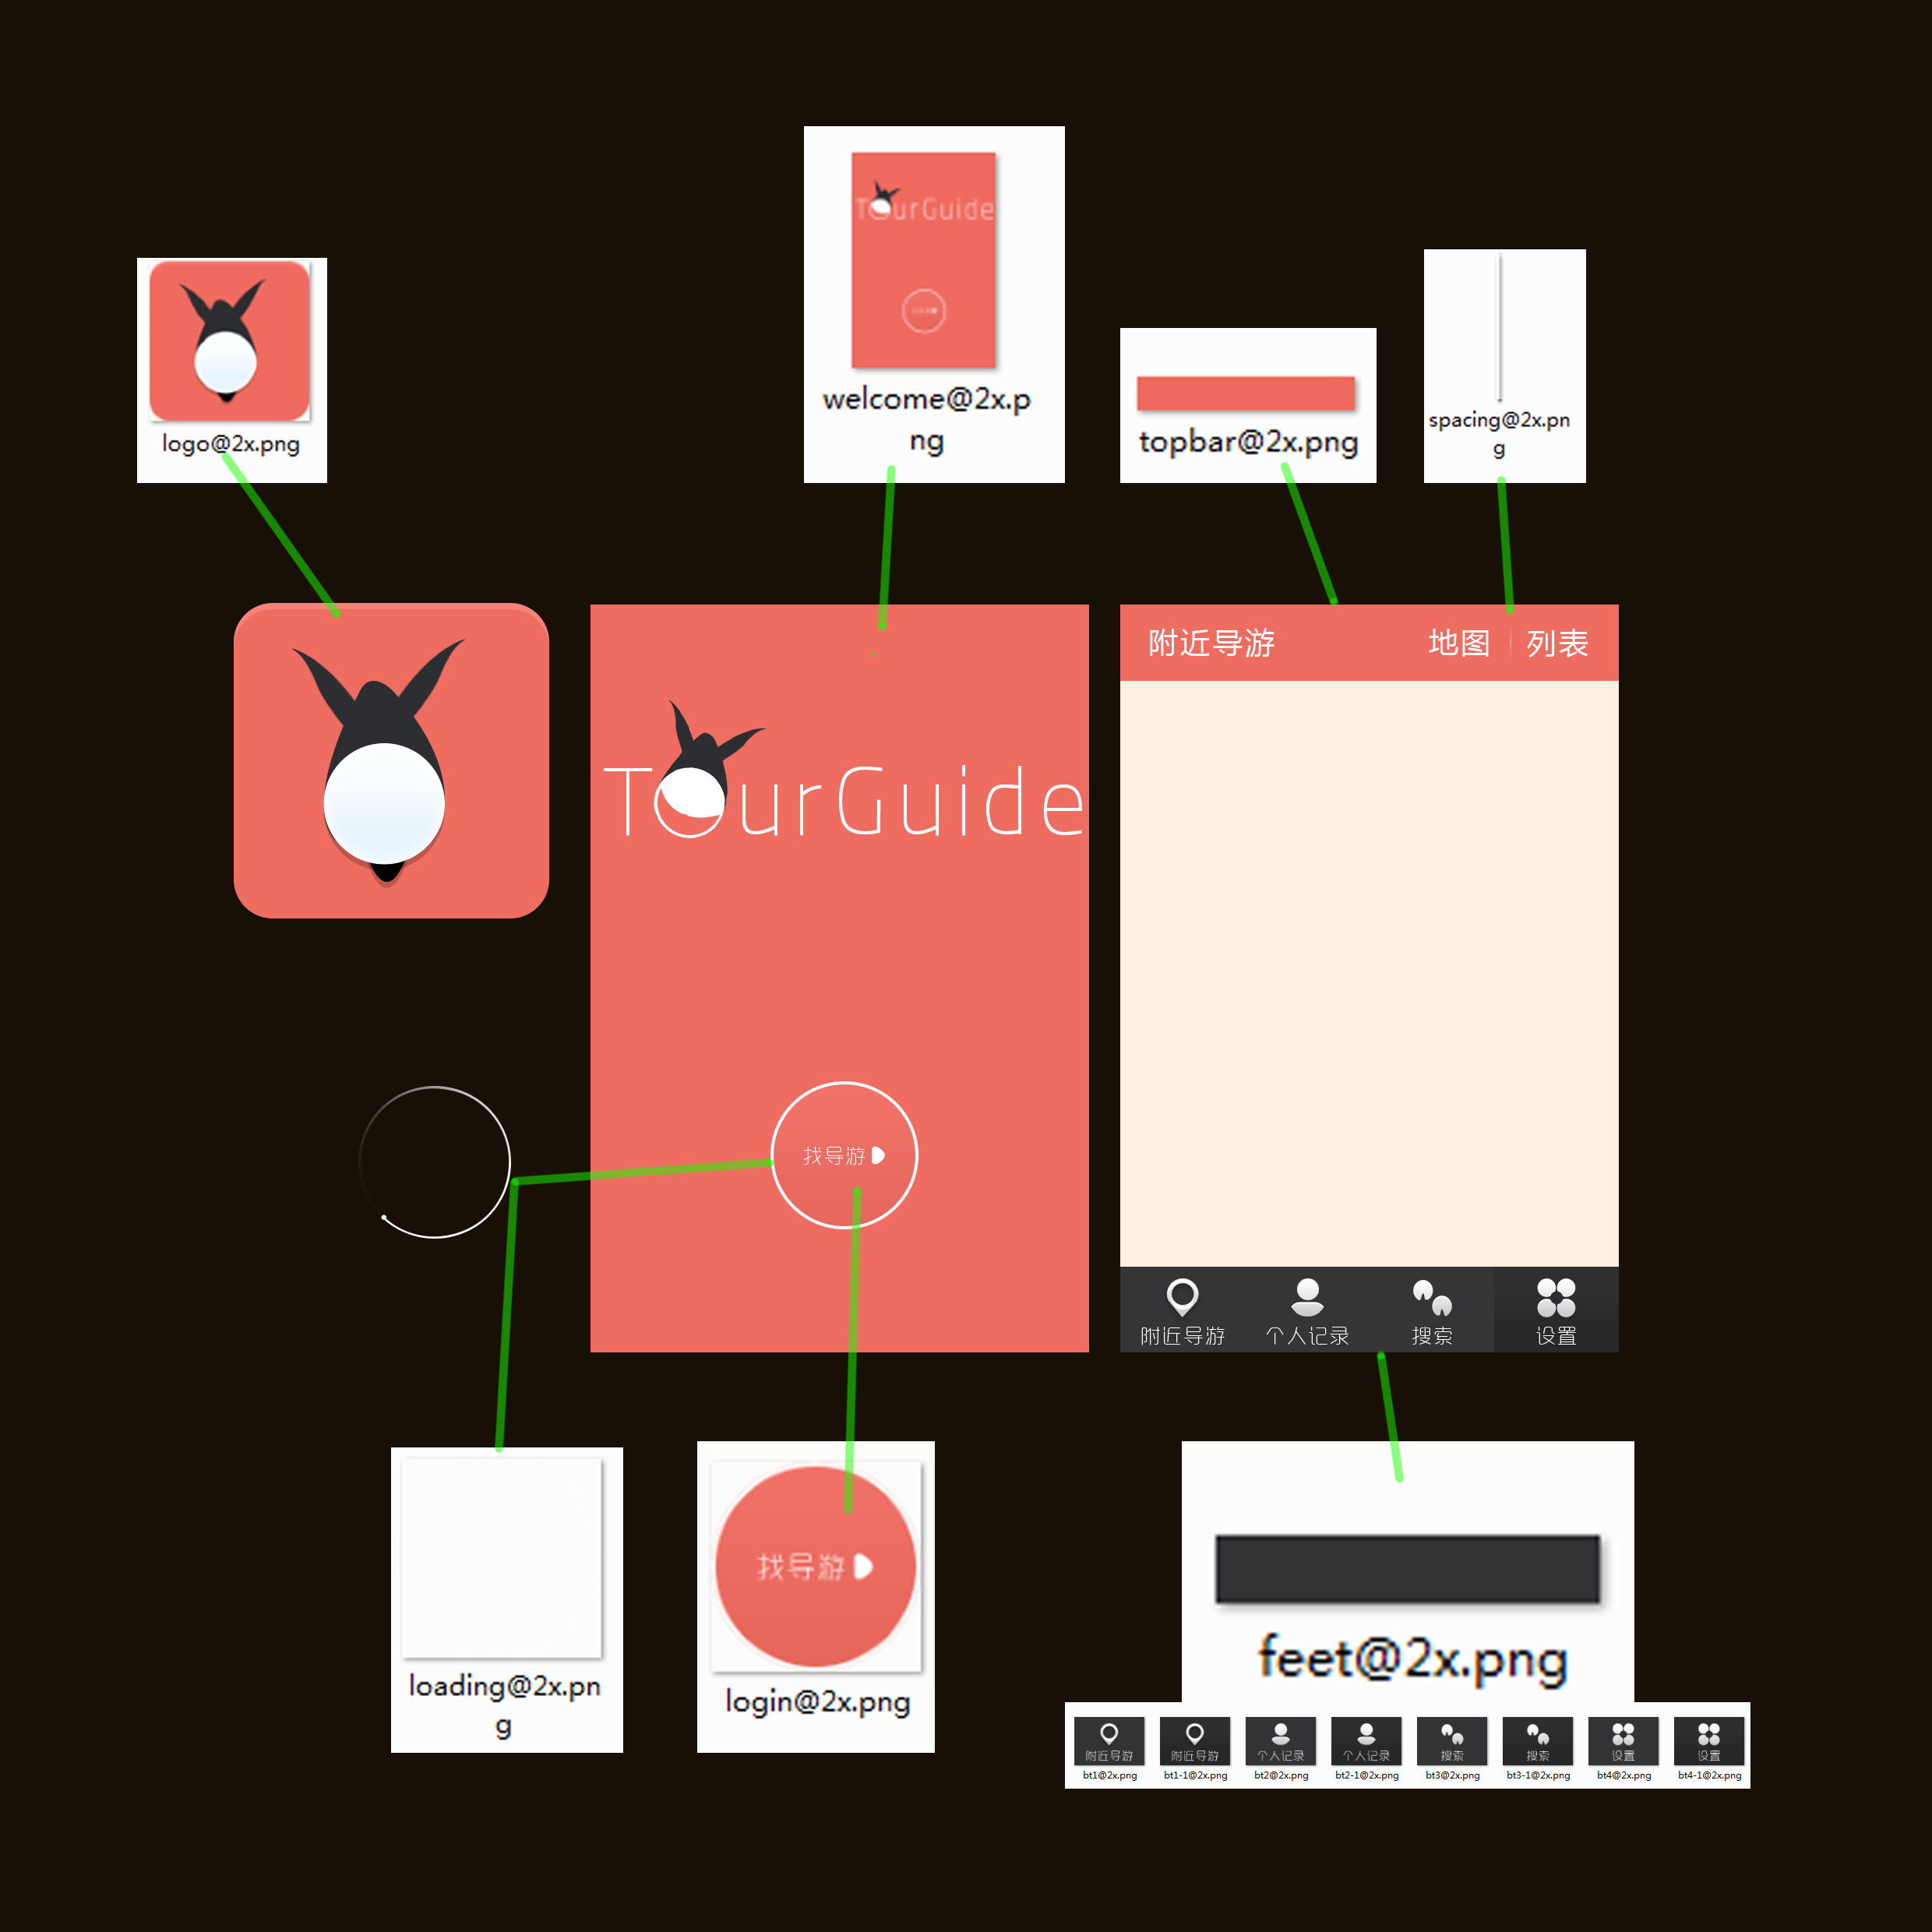 TourGuide
welcome@2x.p
ng
logo@2x.png
topbar@2x.png
spacing@2x.pn
g
附近导游 地图 列表
TourGuide
找导游
附近导游 个人记录 搜索 设置
找导游
loading@2x.pn
g
login@2x.png
feet@2x.png
附近导游 附近导游 个人记录 个人记录 搜索 搜索 设置 设置
bt1@2x.png bt1-1@2x.png bt2@2x.png bt2-1@2x.png bt3@2x.png bt3-1@2x.png bt4@2x.png bt4-1@2x.png